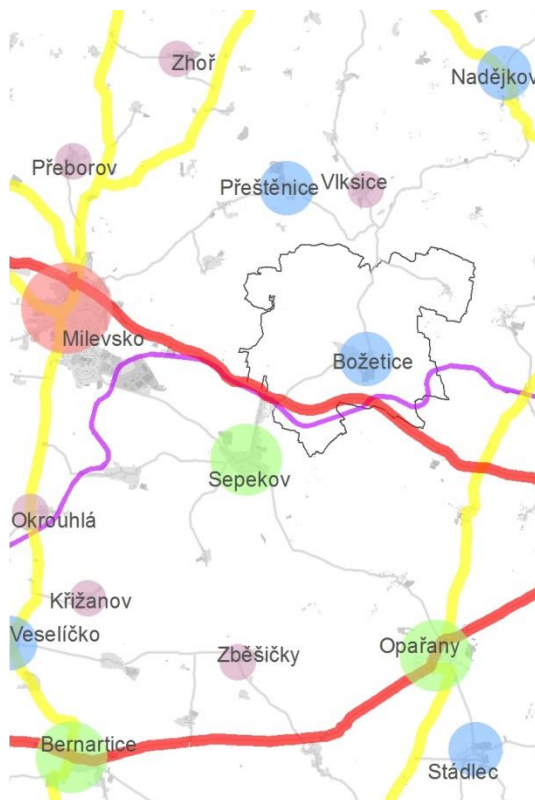 Zhoř
Nadějkov
Přeborov
Přeštěnice
Vlksice
Milevsko
Božetice
Sepekov
Okrouhlá
Křižanov
Veselíčko
Zběšičky
Opařany
Bernartice
Stádlec